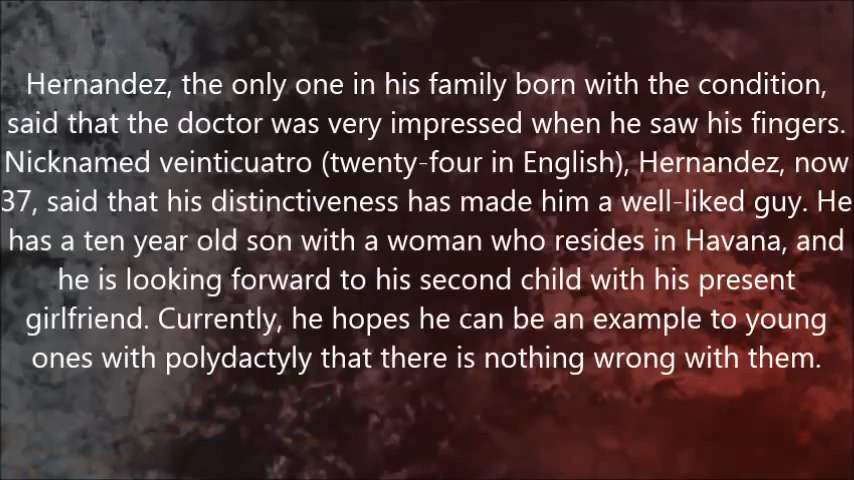 Hernandez, the only one in his family born with the condition,
said that the doctor was very impressed when he saw his fingers.
Nicknamed veinticuatro (twenty-four in English), Hernandez, now
37, said that his distinctiveness has made him a well-liked guy. He
has a ten year old son with a woman who resides in Havana, and
he is looking forward to his second child with his present
girlfriend. Currently, he hopes he can be an example to young
ones with polydactyly that there is nothing wrong with them.